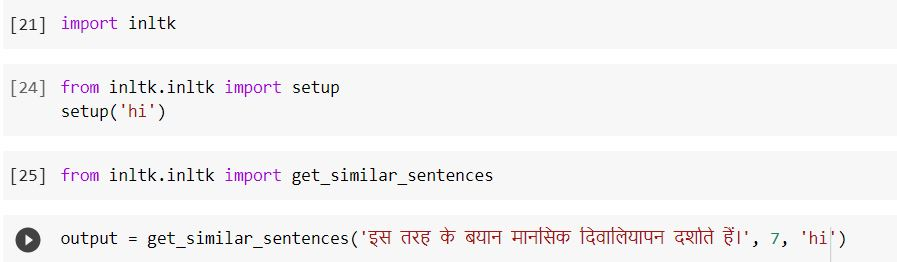 [21] import inltk
[24] from inltk.inltk import setup
setup('hi')
[25] from inltk.inltk import get_similar_sentences
output = get_similar_sentences('इस तरह के बयान मानसिक दिवालियापन दर्शाते हैं।', 7, 'hi')